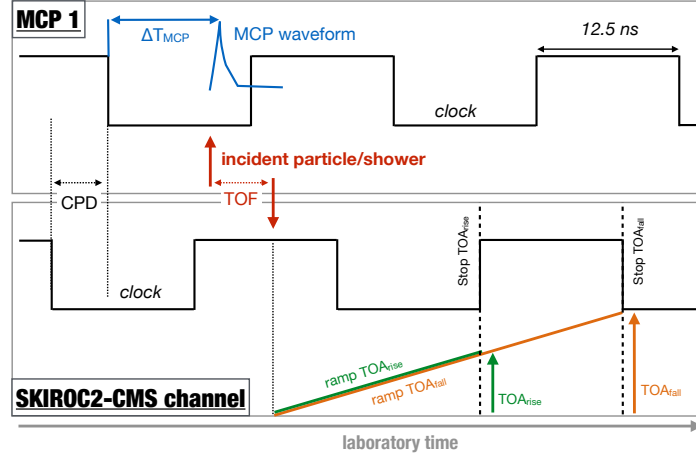 MCP 1
ΔTMCP
MCP waveform
12.5 ns
clock
incident particle/shower
CPD
TOF
clock
Stop TOArise
Stop TOAfall
ramp TOArise
ramp TOAfall
TOArise
TOAfall
SKIROC2-CMS channel
laboratory time